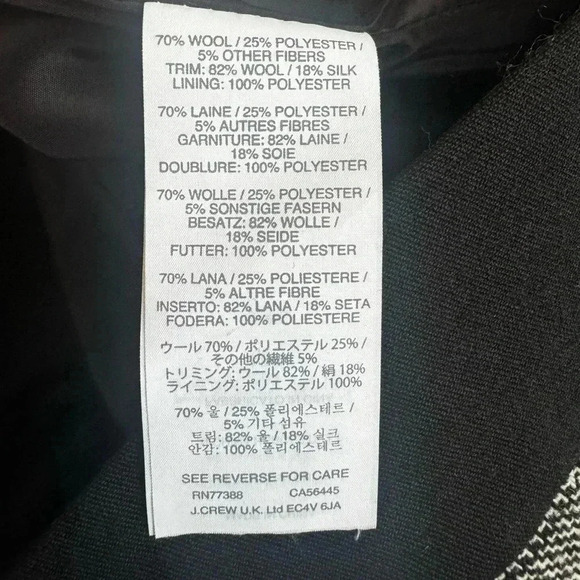 70% WOOL / 25% POLYESTER /
5% OTHER FIBERS
TRIM: 82% WOOL / 18% SILK
LINING: 100% POLYESTER
70% LAINE / 25% POLYESTER /
5% AUTRES FIBRES
GARNITURE: 82% LAINE /
18% SOIE
DOUBLURE: 100% POLYESTER
70% WOLLE / 25% POLYESTER /
5% SONSTIGE FASERN
BESATZ: 82% WOLLE /
18% SEIDE
FUTTER: 100% POLYESTER
70% LANA / 25% POLIESTERE /
5% ALTRE FIBRE
INSERTO: 82% LANA / 18% SETA
FODERA: 100% POLIESTERE
ウール 70% / ポリエステル 25% /
その他の繊維 5%
トリミング: ウール 82% / 絹 18%
ライニング: ポリエステル 100%
70% 울 / 25% 폴리에스테르 /
5% 기타 섬유
트림: 82% 울 / 18% 실크
안감: 100% 폴리에스테르
SEE REVERSE FOR CARE
RN77388 CA56445
J.CREW U.K. Ltd EC4V 6JA